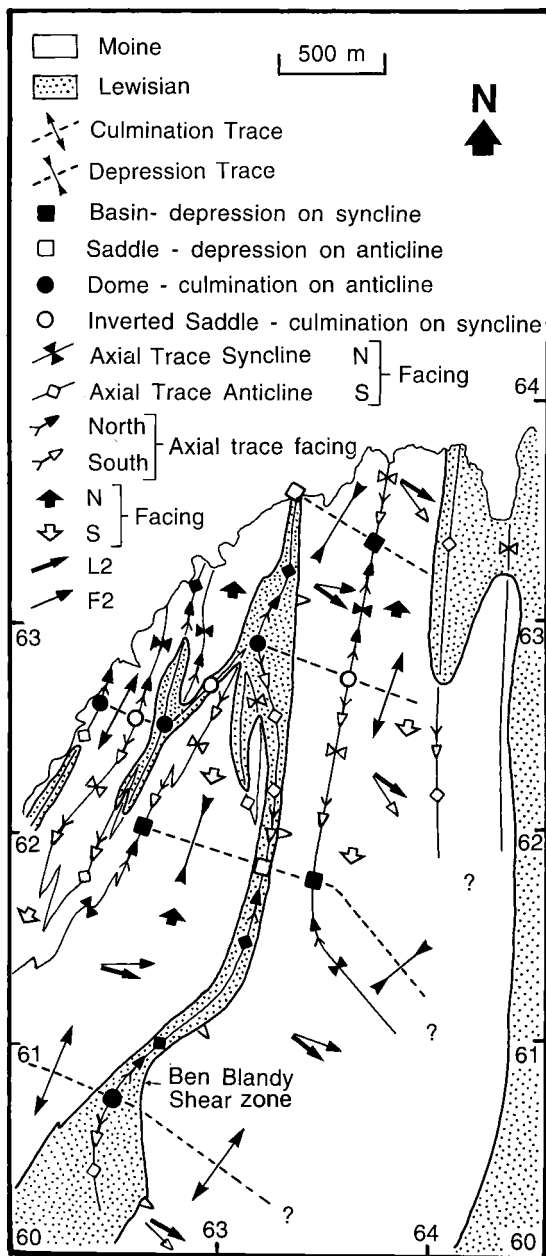 Moine
500 m
Lewisian
N
Culmination Trace
Depression Trace
Basin- depression on syncline
Saddle - depression on anticline
Dome - culmination on anticline
Inverted Saddle - culmination on syncline
Axial Trace Syncline N
Axial Trace Anticline S
Facing
64
North
South
Axial trace facing
N
S
Facing
L2
F2
63
63
62
62
?
61
61
?
Ben Blandy
Shear zone
?
60
63
64
60